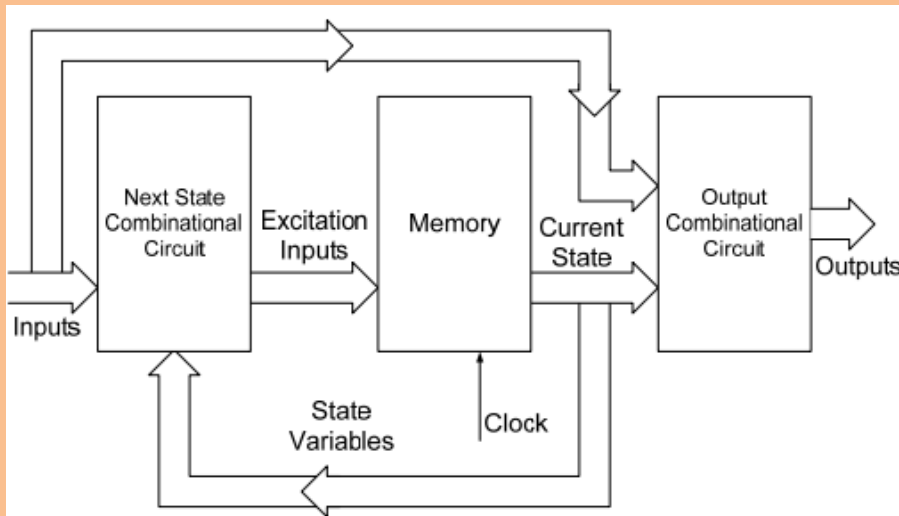 Next State
Combinational
Circuit
Excitation
Inputs
Memory
Current
State
Output
Combinational
Circuit
Outputs
Inputs
State
Variables
Clock